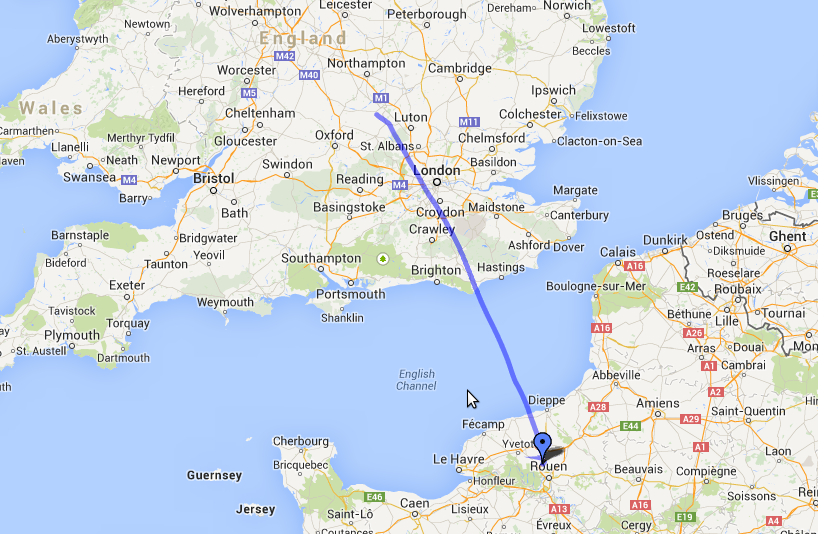 Leicester
Wolverhampton
Peterborough
Dereham
Norwich
Newtown
Lowestoft
Aberystwyth
England
Beccles
M42
Northampton
Worcester
M40
Cambridge
Hereford
M5
M1
Ipswich
Wales
Cheltenham
Luton
M11
Colchester
Felixstowe
Carmarthen
Merthyr Tydfil
Gloucester
Oxford
St. Albans
Chelmsford
Clacton-on-Sea
Llanelli
Neath
Newport
Swansea
M4
Swindon
London
Basildon
Bristol
Reading
M4
Margate
Vlissingen
Barry
Bath
Basingstoke
Croydon
Maidstone
Canterbury
Bruges
Barnstaple
Bridgwater
Crawley
Ashford
Dover
Dunkirk
Ostend
Ghent
Bideford
Taunton
Yeovil
Southampton
Brighton
Hastings
Calais
A16
Diksmuide
Roeselare
Exeter
Portsmouth
Boulogne-sur-Mer
E42
Roubaix
Tavistock
Weymouth
Shanklin
Béthune
Lille
Tournai
Plymouth
Torquay
A16
A26
St. Austell
Dartmouth
Arras
Douai
A1
Cambrai
English
Channel
Abbeville
A2
Dieppe
A28
Amiens
A29
Saint-Quentin
Fécamp
E44
Cherbourg
Yvetot
A1
Laon
Bricquebec
Le Havre
Rouen
Beauvais
Compiègne
Guernsey
Honfleur
Soissons
E46
Caen
Lisieux
A13
A16
Jersey
Saint-Lô
Évreux
Cergy
E19
A4
Coutances